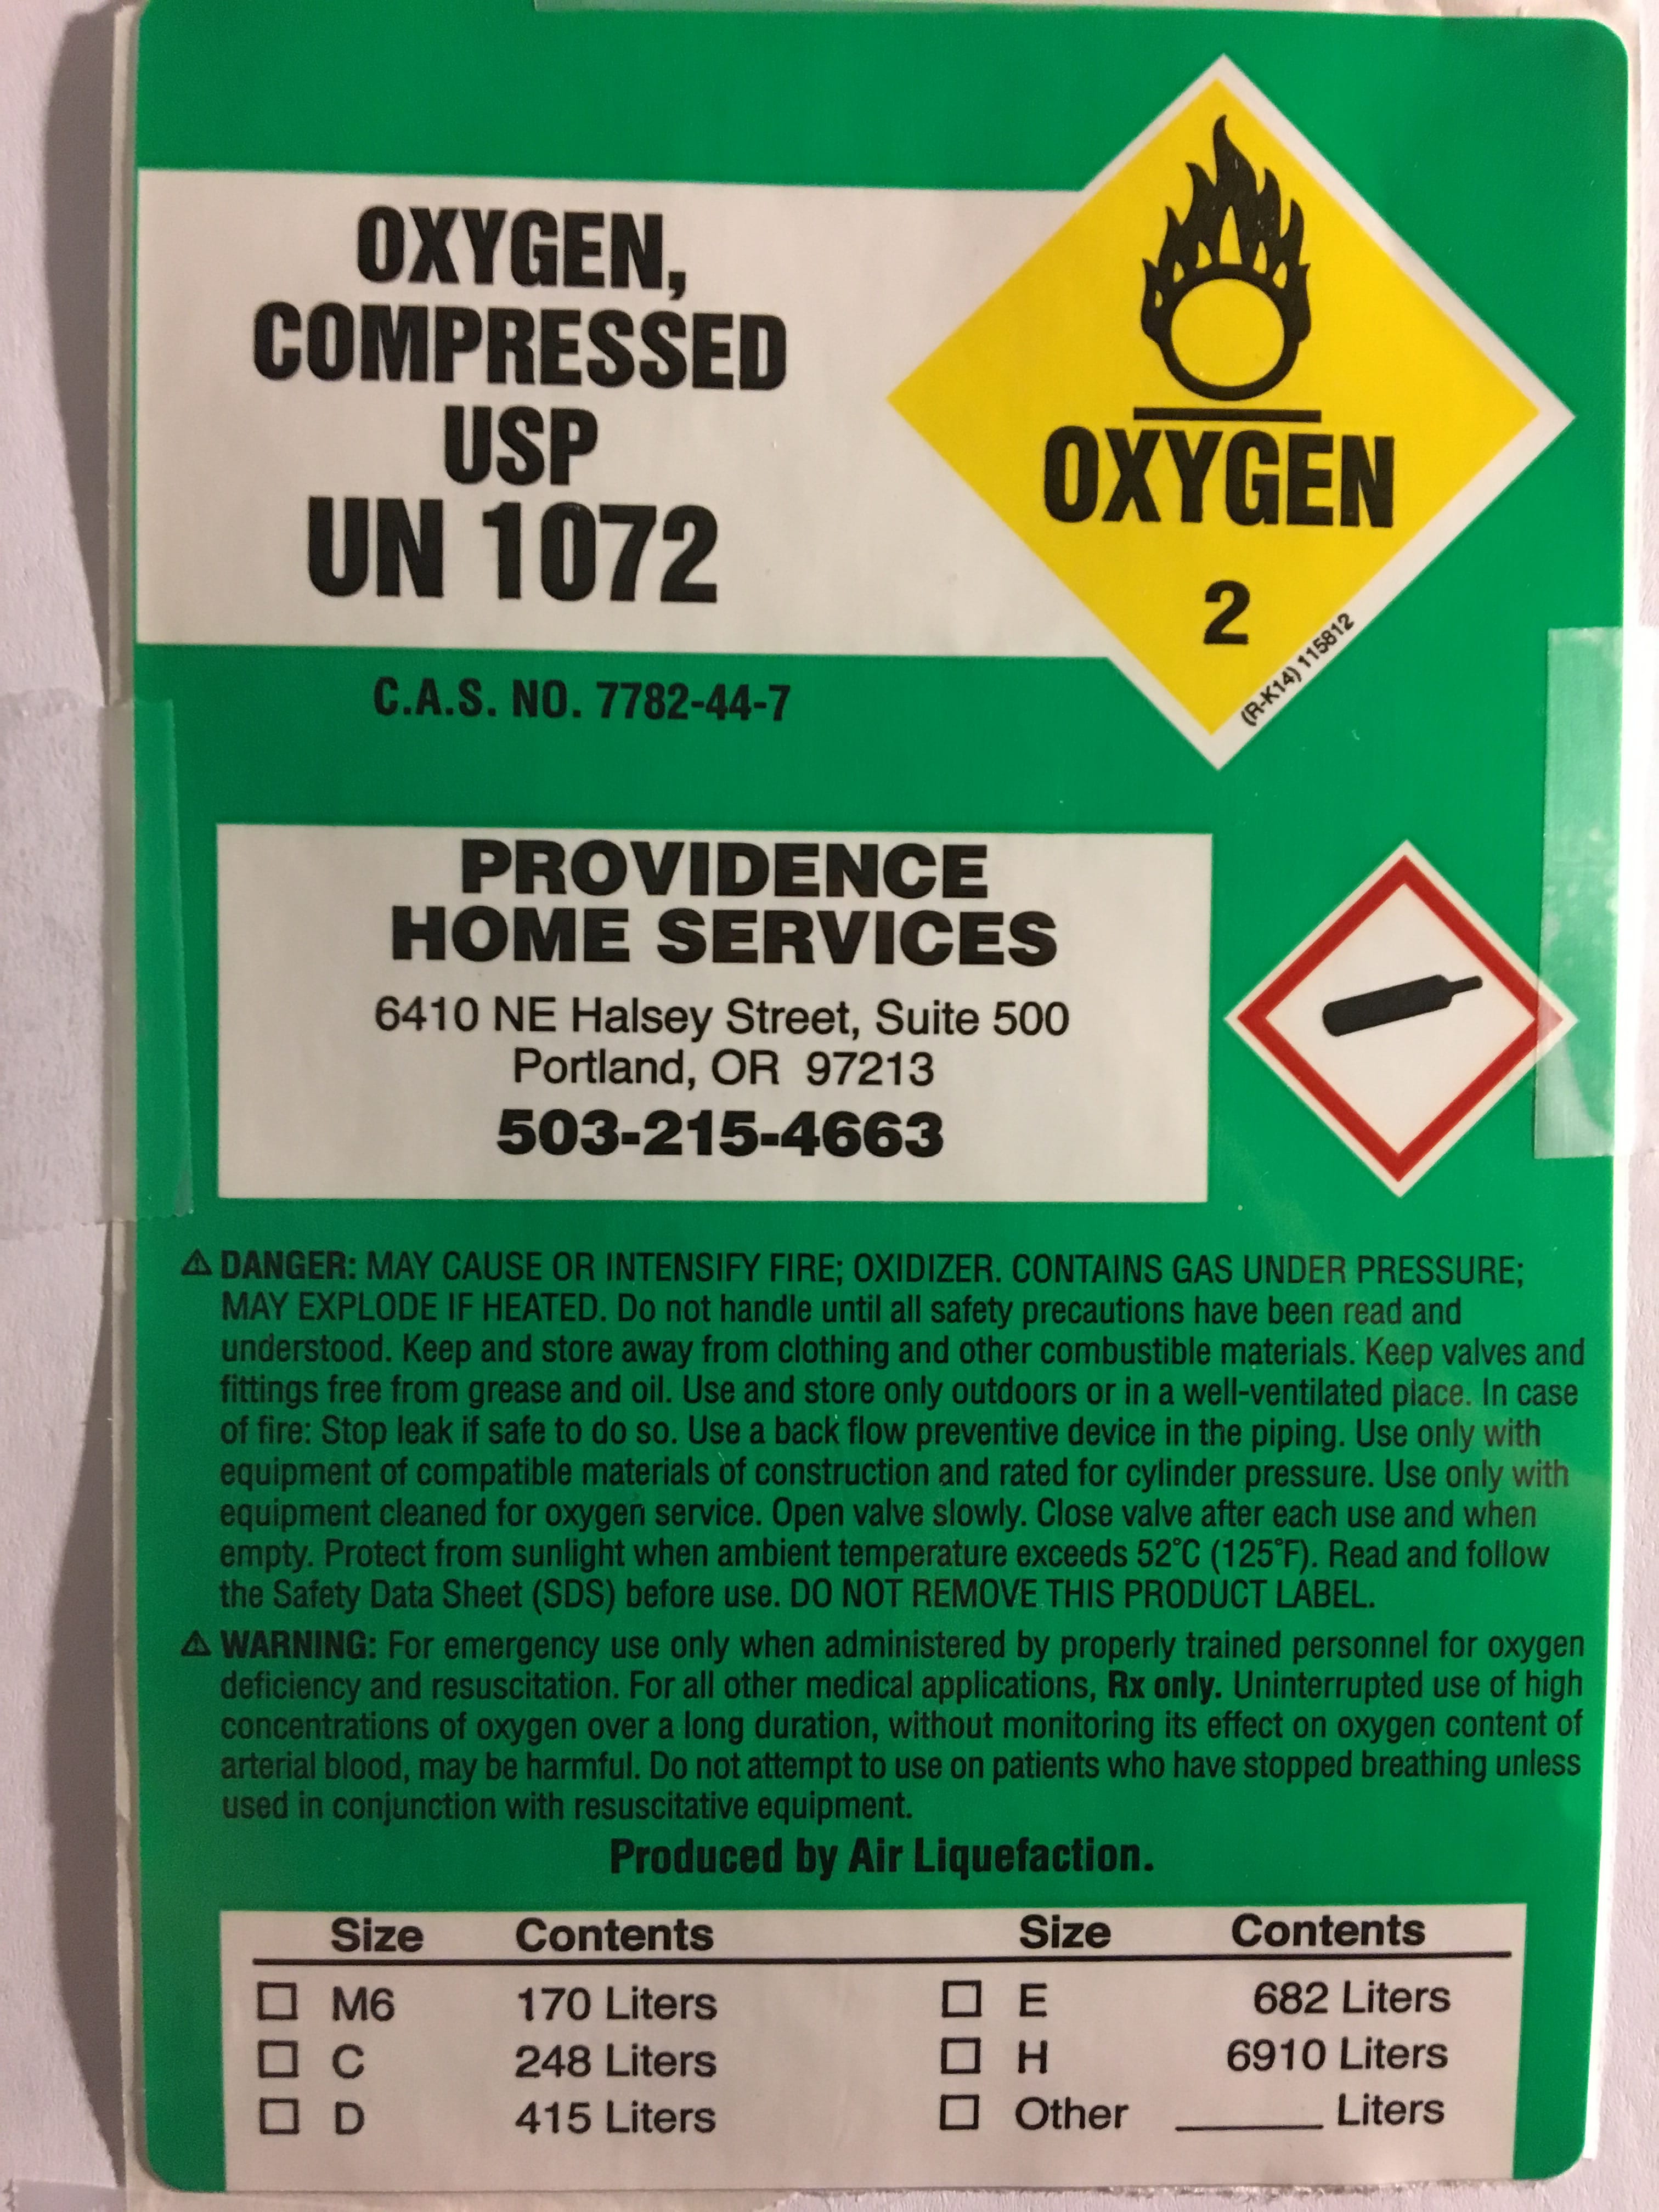 OXYGEN,
COMPRESSED
USP
UN 1072
OXYGEN
2
(R-K14) 115812
C.A.S. NO. 7782-44-7
PROVIDENCE
HOME SERVICES
6410 NE Halsey Street, Suite 500
Portland, OR 97213
503-215-4663
⚠ DANGER: MAY CAUSE OR INTENSIFY FIRE; OXIDIZER. CONTAINS GAS UNDER PRESSURE;
MAY EXPLODE IF HEATED. Do not handle until all safety precautions have been read and
understood. Keep and store away from clothing and other combustible materials. Keep valves and
fittings free from grease and oil. Use and store only outdoors or in a well-ventilated place. In case
of fire: Stop leak if safe to do so. Use a back flow preventive device in the piping. Use only with
equipment of compatible materials of construction and rated for cylinder pressure. Use only with
equipment cleaned for oxygen service. Open valve slowly. Close valve after each use and when
empty. Protect from sunlight when ambient temperature exceeds 52°C (125°F). Read and follow
the Safety Data Sheet (SDS) before use. DO NOT REMOVE THIS PRODUCT LABEL.
⚠ WARNING: For emergency use only when administered by properly trained personnel for oxygen
deficiency and resuscitation. For all other medical applications, Rx only. Uninterrupted use of high
concentrations of oxygen over a long duration, without monitoring its effect on oxygen content of
arterial blood, may be harmful. Do not attempt to use on patients who have stopped breathing unless
used in conjunction with resuscitative equipment.
Produced by Air Liquefaction.
Size Contents Size Contents
☐ M6 170 Liters ☐ E 682 Liters
☐ C 248 Liters ☐ H 6910 Liters
☐ D 415 Liters ☐ Other ______ Liters